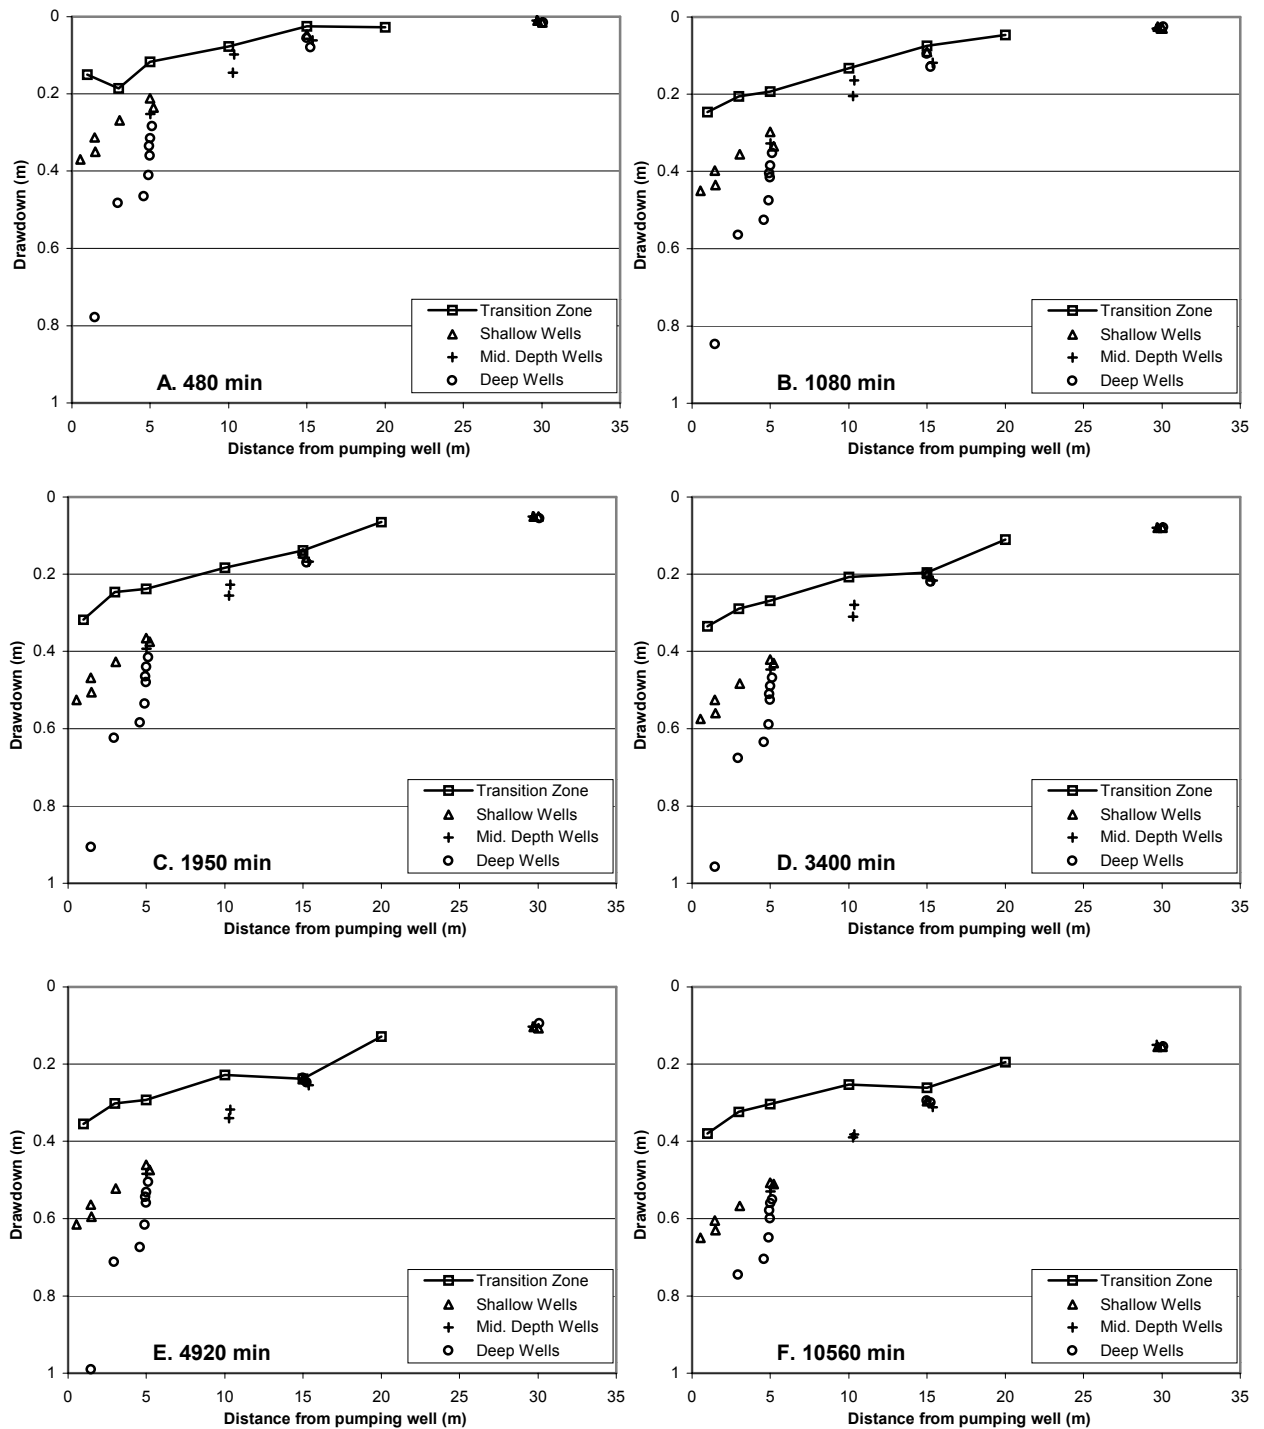 0
0.2
0.4
0.6
0.8
1
Drawdown (m)
0 5 10 15 20 25 30 35
Distance from pumping well (m)
Transition Zone
Shallow Wells
Mid. Depth Wells
Deep Wells
A. 480 min
0
0.2
0.4
0.6
0.8
1
Drawdown (m)
0 5 10 15 20 25 30 35
Distance from pumping well (m)
Transition Zone
Shallow Wells
Mid. Depth Wells
Deep Wells
B. 1080 min
0
0.2
0.4
0.6
0.8
1
Drawdown (m)
0 5 10 15 20 25 30 35
Distance from pumping well (m)
Transition Zone
Shallow Wells
Mid. Depth Wells
Deep Wells
C. 1950 min
0
0.2
0.4
0.6
0.8
1
Drawdown (m)
0 5 10 15 20 25 30 35
Distance from pumping well (m)
Transition Zone
Shallow Wells
Mid. Depth Wells
Deep Wells
D. 3400 min
0
0.2
0.4
0.6
0.8
1
Drawdown (m)
0 5 10 15 20 25 30 35
Distance from pumping well (m)
Transition Zone
Shallow Wells
Mid. Depth Wells
Deep Wells
E. 4920 min
0
0.2
0.4
0.6
0.8
1
Drawdown (m)
0 5 10 15 20 25 30 35
Distance from pumping well (m)
Transition Zone
Shallow Wells
Mid. Depth Wells
Deep Wells
F. 10560 min